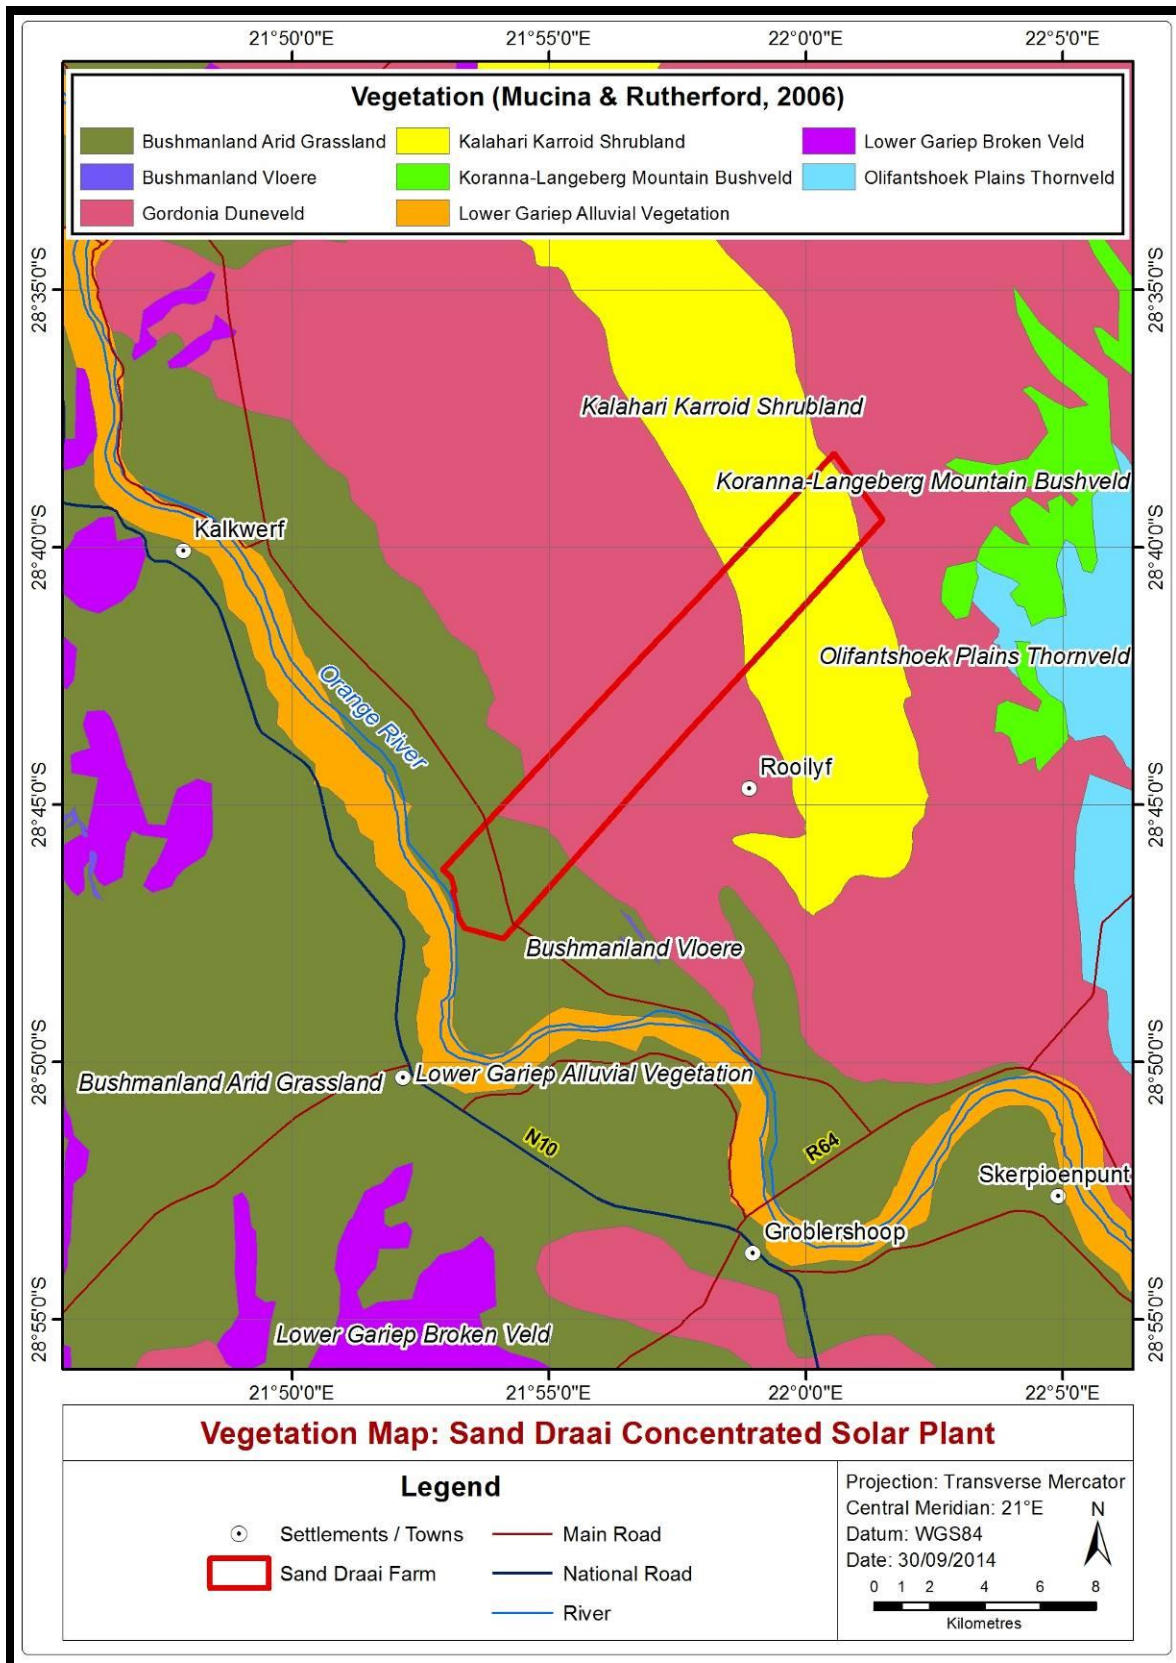 21°50'0"E 21°55'0"E 22°0'0"E 22°5'0"E
Vegetation (Mucina & Rutherford, 2006)
Bushmanland Arid Grassland Kalahari Karroid Shrubland Lower Gariep Broken Veld
Bushmanland Vloere Koranna-Langeberg Mountain Bushveld Olifantshoek Plains Thornveld
Gordonia Duneveld Lower Gariep Alluvial Vegetation
28°35'0"S 28°35'0"S
Kalahari Karroid Shrubland
Koranna-Langeberg Mountain Bushveld
Kalkwerf
28°40'0"S 28°40'0"S
Olifantshoek Plains Thornveld
Orange River
Rooilyf
28°45'0"S 28°45'0"S
Bushmanland Vloere
28°50'0"S 28°50'0"S
Bushmanland Arid Grassland Lower Gariep Alluvial Vegetation
N10 R64
Skerpioenpunt
Groblershoop
28°55'0"S 28°55'0"S
Lower Gariep Broken Veld
21°50'0"E 21°55'0"E 22°0'0"E 22°5'0"E
Vegetation Map: Sand Draai Concentrated Solar Plant
Legend
Settlements / Towns Main Road
Sand Draai Farm National Road
River
Projection: Transverse Mercator
Central Meridian: 21°E
Datum: WGS84
Date: 30/09/2014
N
0 1 2 4 6 8
Kilometres